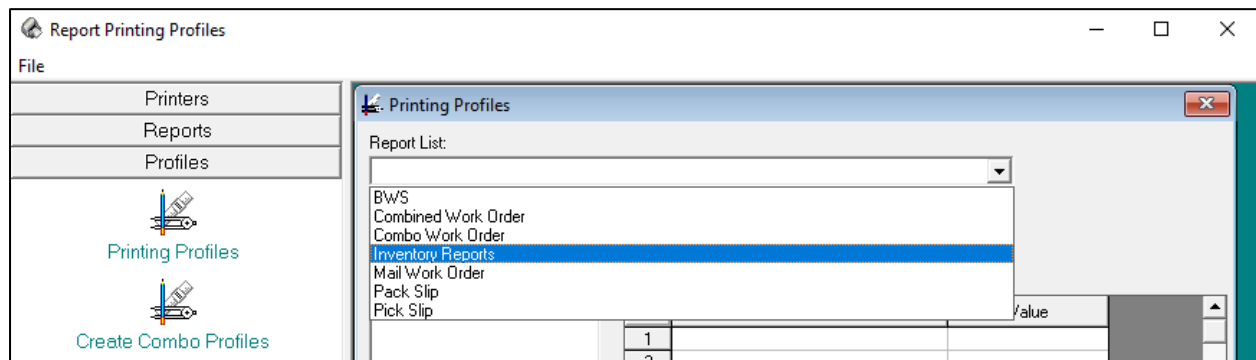 Report Printing Profiles
File
Printers
Reports
Profiles
Printing Profiles
Create Combo Profiles
Printing Profiles
Report List:
BWS
Combined Work Order
Combo Work Order
Inventory Reports
Mail Work Order
Pack Slip
Pick Slip
Value
1